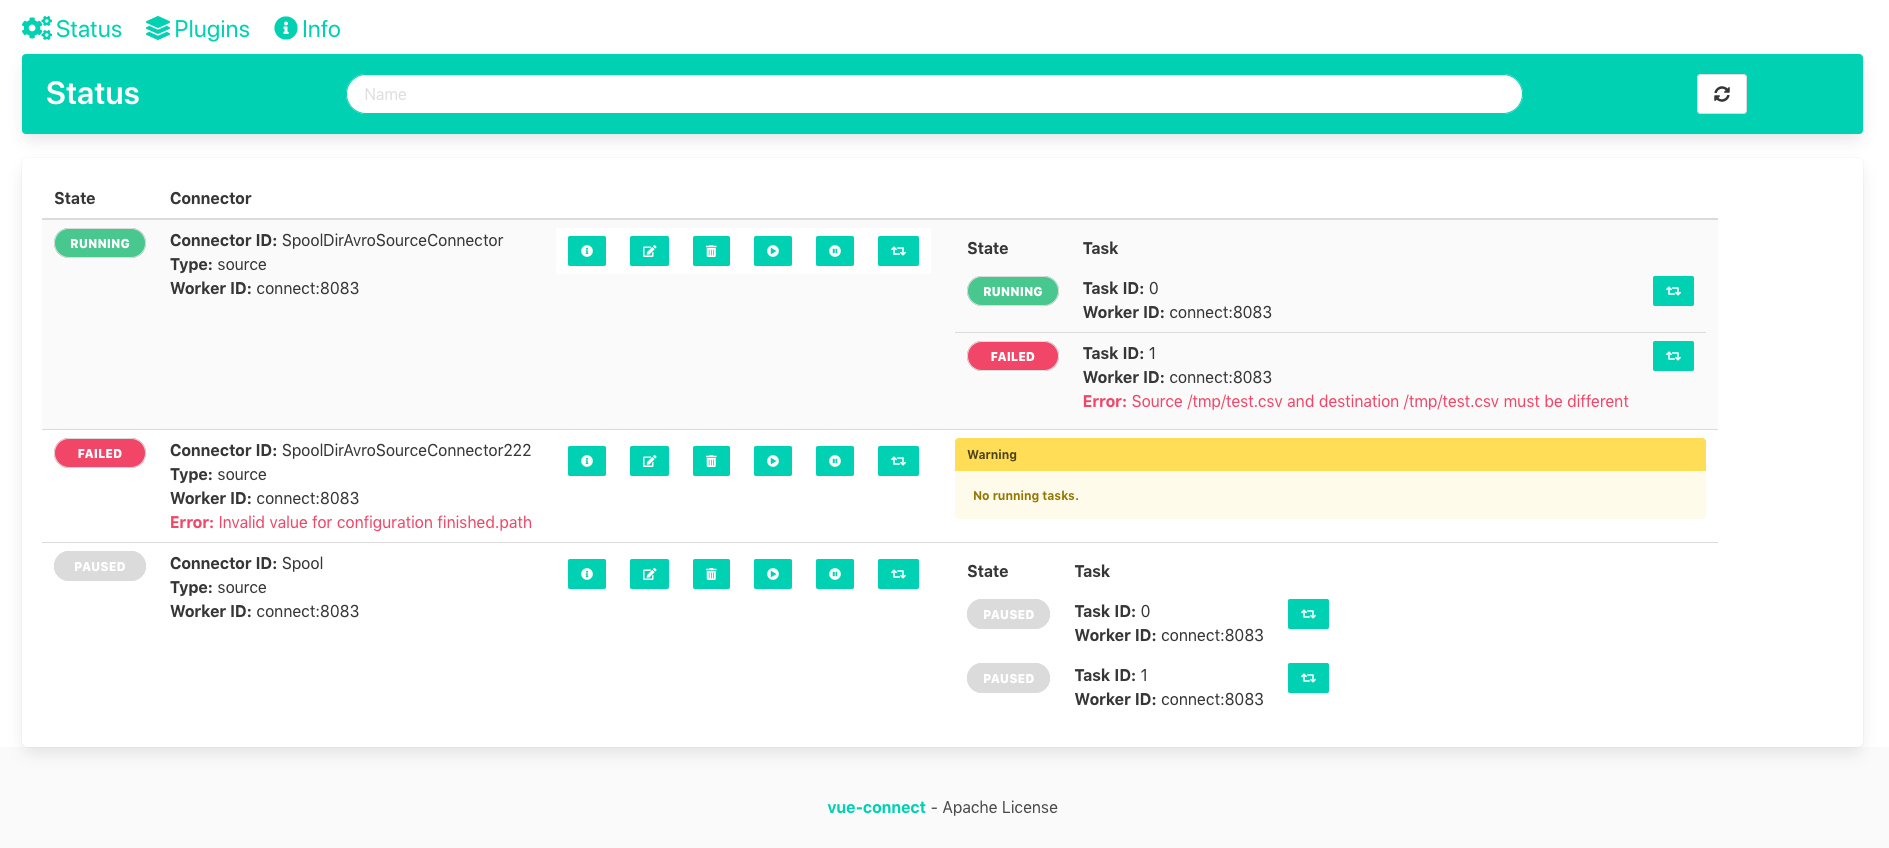 Status Plugins Info
Status
Name
State Connector
RUNNING
Connector ID: SpoolDirAvroSourceConnector
Type: source
Worker ID: connect:8083
State Task
RUNNING
Task ID: 0
Worker ID: connect:8083
FAILED
Task ID: 1
Worker ID: connect:8083
Error: Source /tmp/test.csv and destination /tmp/test.csv must be different
FAILED
Connector ID: SpoolDirAvroSourceConnector222
Type: source
Worker ID: connect:8083
Error: Invalid value for configuration finished.path
Warning
No running tasks.
PAUSED
Connector ID: Spool
Type: source
Worker ID: connect:8083
State Task
PAUSED
Task ID: 0
Worker ID: connect:8083
PAUSED
Task ID: 1
Worker ID: connect:8083
vue-connect - Apache License